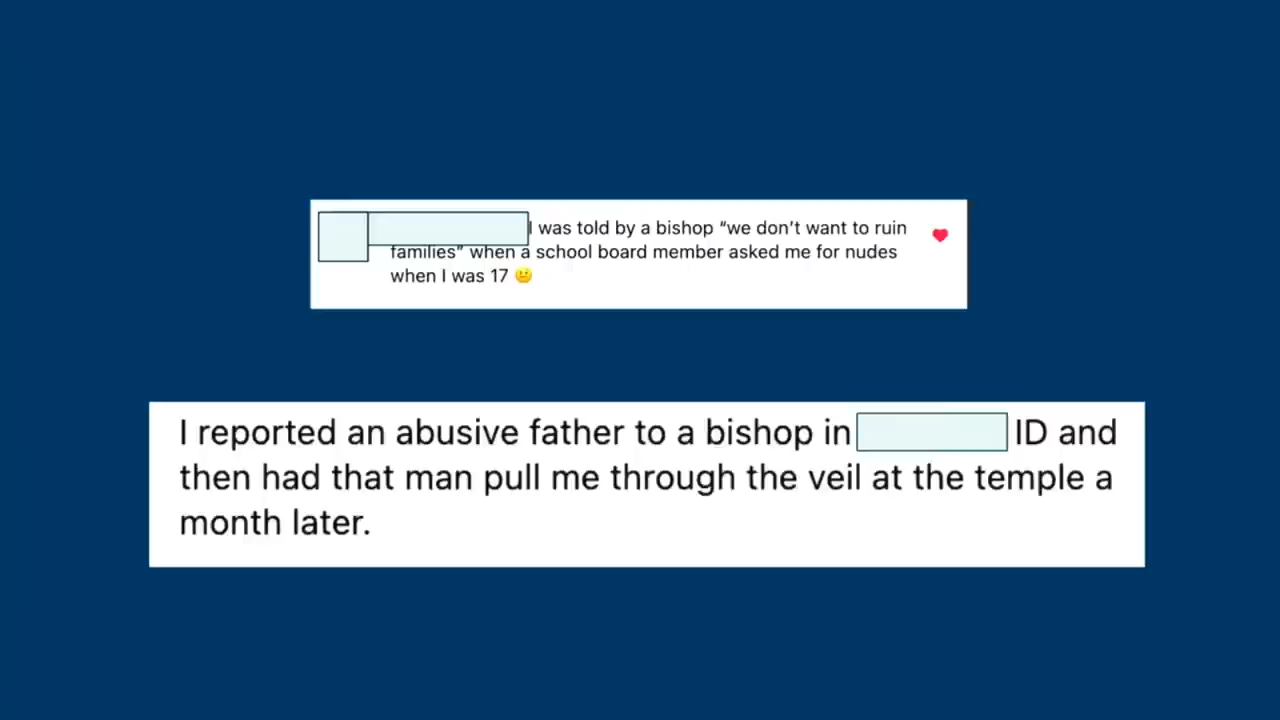 I was told by a bishop “we don’t want to ruin
families” when a school board member asked me for nudes
when I was 17 😐
I reported an abusive father to a bishop in ID and
then had that man pull me through the veil at the temple a
month later.